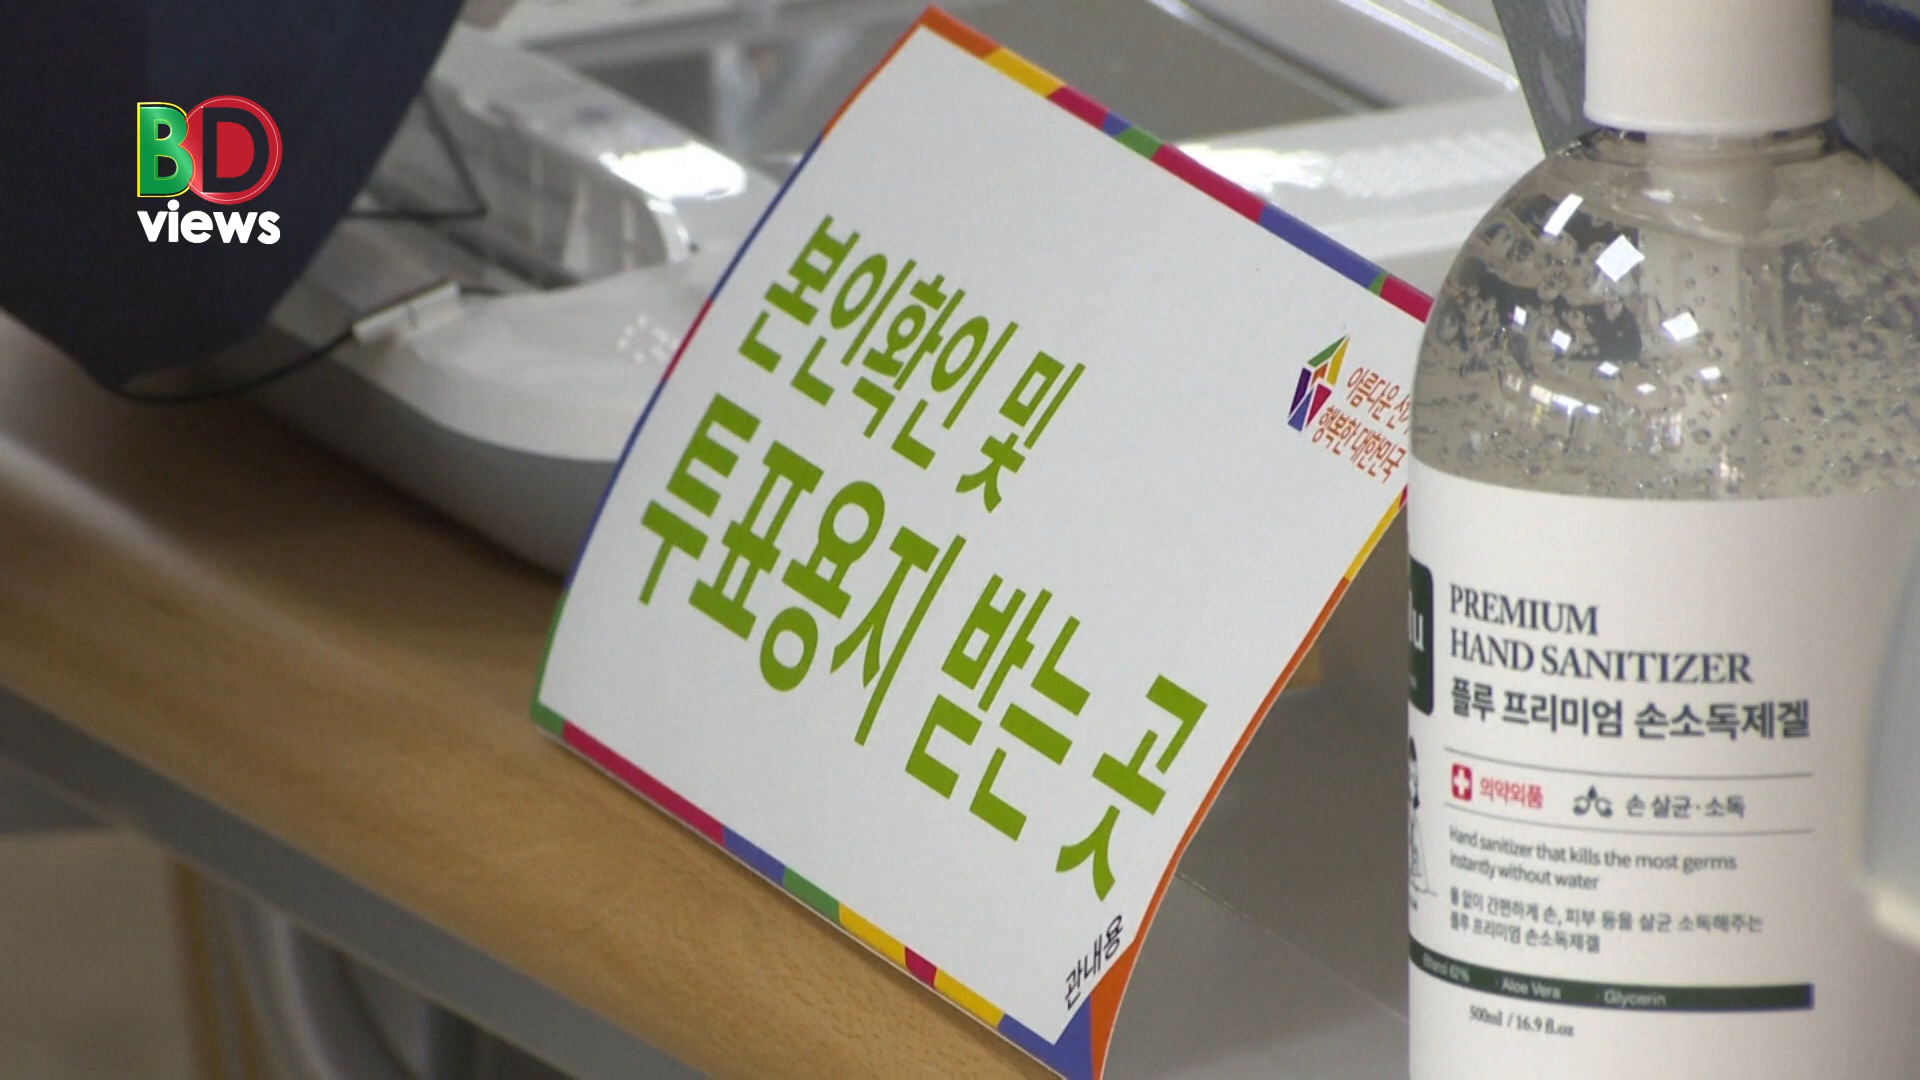 BD
views
본인확인 및
투표용지 받는 곳
아름다운 선거
행복한 대한민국
관내용
lu
PREMIUM
HAND SANITIZER
플루 프리미엄 손소독제겔
의약외품
손 살균·소독
Hand sanitizer that kills the most germs
instantly without water
물 없이 간편하게 손, 피부 등을 살균 소독해주는
플루 프리미엄 손소독제겔
Ethanol 62% · Aloe Vera · Glycerin
500ml / 16.9 fl.oz